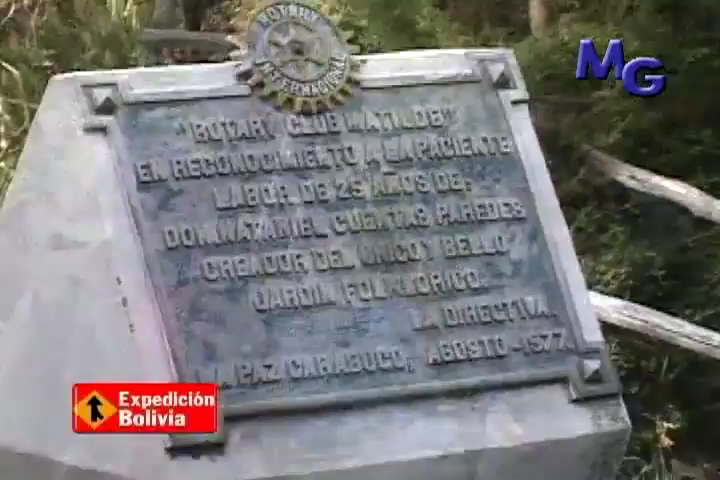 ROTARY
INTERNACIONAL
MG
"ROTARY CLUB MATILDE"
EN RECONOCIMIENTO A LA PACIENTE
LABOR DE 25 AÑOS DE:
DON NATANIEL CUENTAS PAREDES
CREADOR DEL UNICO Y BELLO
JARDIN FOLKLORICO.
LA DIRECTIVA.
LA PAZ CARABUCO, AGOSTO - 1977
Expedición
Bolivia
MG